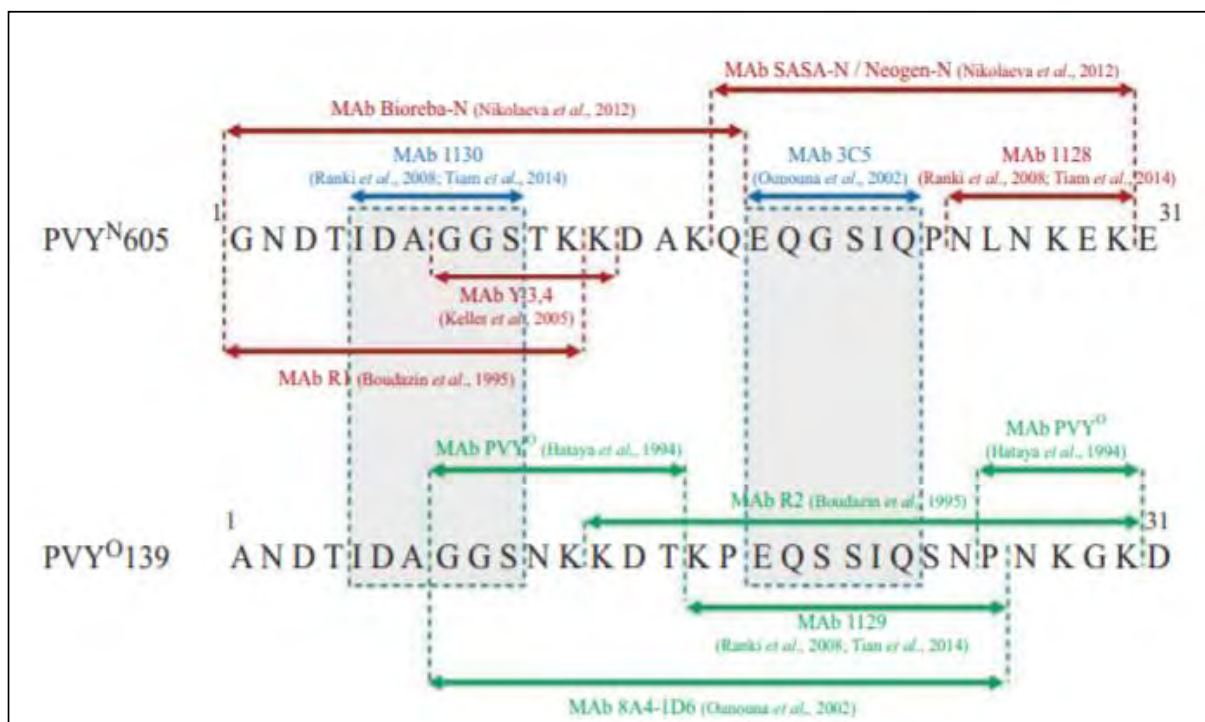 MAb SASA-N / Neogen-N (Nikolaeva et al., 2012)
MAb Bioreba-N (Nikolaeva et al., 2012)
MAb 1130
(Ranki et al., 2008; Tiam et al., 2014)
MAb 3C5
(Ounouna et al., 2002)
MAb 1128
(Ranki et al., 2008; Tiam et al., 2014)
1
31
PVYᴺ605
G N D T I D A G G S T K K D A K Q E Q G S I Q P N L N K E K E
MAb Y 3,4
(Keller et al., 2005)
MAb R1 (Boudazin et al., 1995)
MAb PVYᴼ (Hataya et al., 1994)
MAb PVYᴼ
(Hataya et al., 1994)
MAb R2 (Boudazin et al., 1995)
1
31
PVYᴼ139
A N D T I D A G G S N K K D T K P E Q S S I Q S N P N K G K D
MAb 1129
(Ranki et al., 2008; Tian et al., 2014)
MAb 8A4-1D6 (Ounouna et al., 2002)